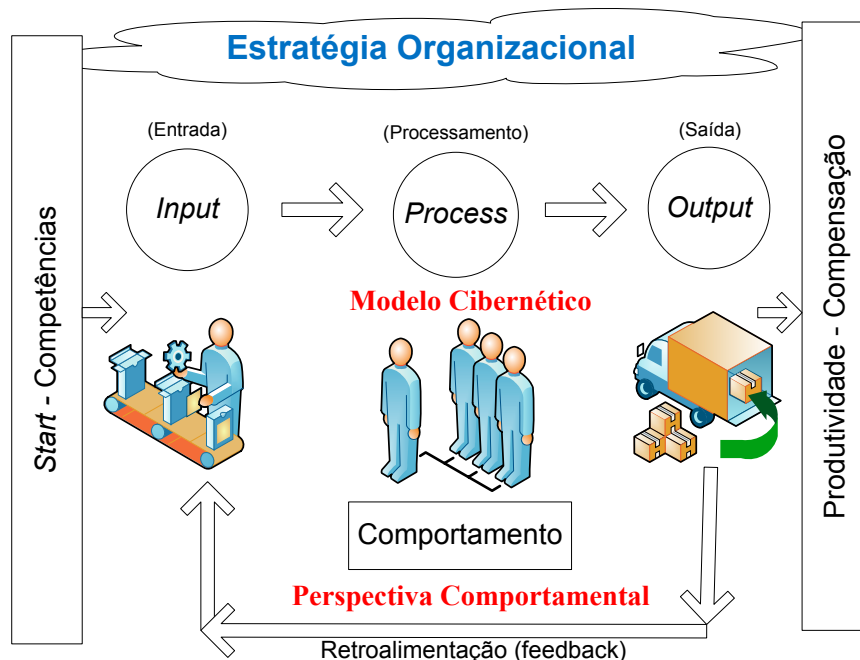 Estratégia Organizacional
Start - Competências
(Entrada)
Input
(Processamento)
Process
(Saída)
Output
Modelo Cibernético
Comportamento
Perspectiva Comportamental
Retroalimentação (feedback)
Produtividade - Compensação